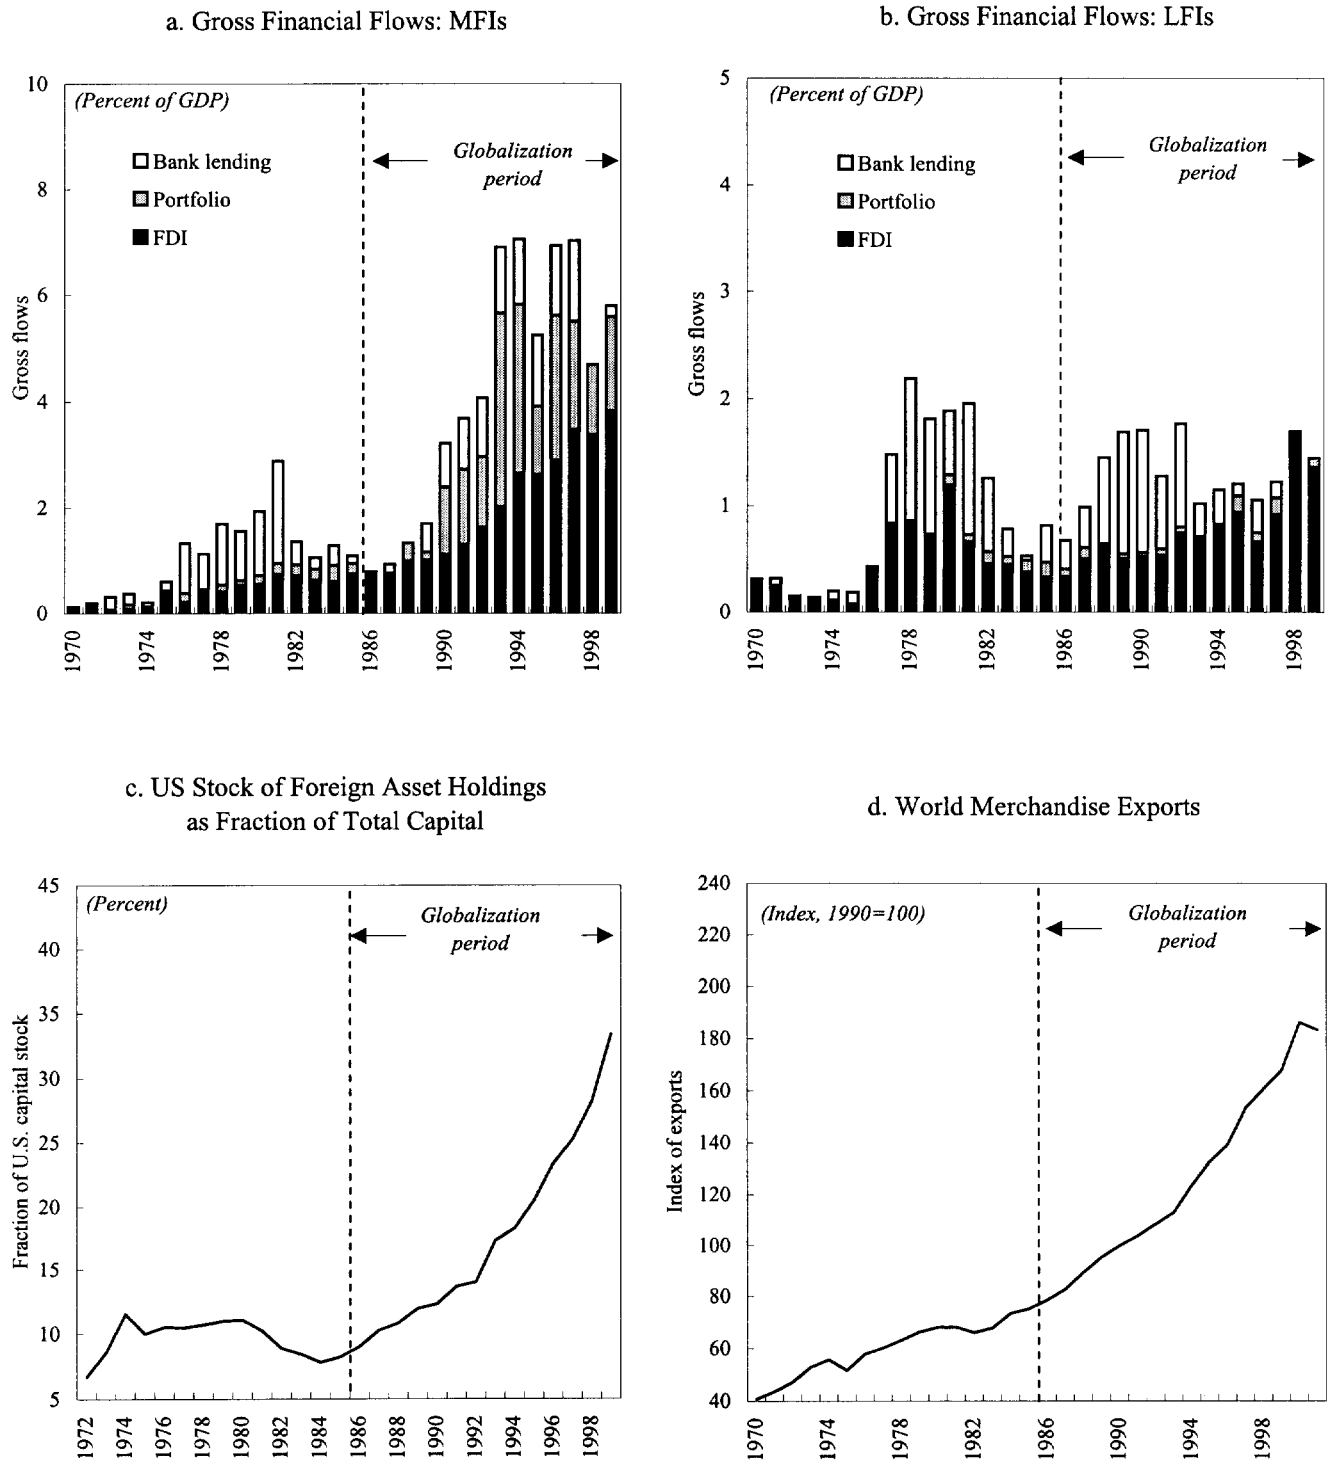 a. Gross Financial Flows: MFIs
10
8
6
4
2
0
Gross flows
(Percent of GDP)
Bank lending
Portfolio
FDI
Globalization
period
1970
1974
1978
1982
1986
1990
1994
1998
b. Gross Financial Flows: LFIs
5
4
3
2
1
0
Gross flows
(Percent of GDP)
Bank lending
Portfolio
FDI
Globalization
period
1970
1974
1978
1982
1986
1990
1994
1998
c. US Stock of Foreign Asset Holdings
as Fraction of Total Capital
45
40
35
30
25
20
15
10
5
Fraction of U.S. capital stock
(Percent)
Globalization
period
1972
1974
1976
1978
1980
1982
1984
1986
1988
1990
1992
1994
1996
1998
d. World Merchandise Exports
240
220
200
180
160
140
120
100
80
60
40
Index of exports
(Index, 1990=100)
Globalization
period
1970
1974
1978
1982
1986
1990
1994
1998